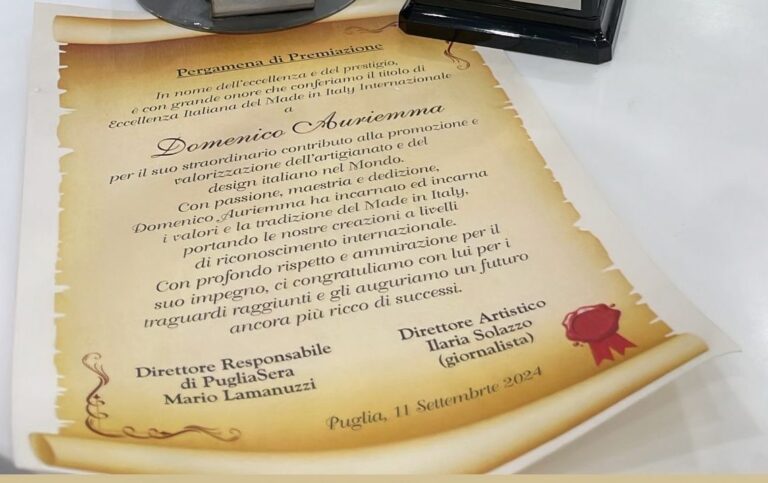 Pergamena di Premiazione
In nome dell'eccellenza e del prestigio,
è con grande onore che conferiamo il titolo di
Eccellenza Italiana del Made in Italy Internazionale
a
Domenico Auriemma
per il suo straordinario contributo alla promozione e
valorizzazione dell'artigianato e del
design italiano nel Mondo.
Con passione, maestria e dedizione,
Domenico Auriemma ha incarnato ed incarna
i valori e la tradizione del Made in Italy,
portando le nostre creazioni a livelli
di riconoscimento internazionale.
Con profondo rispetto e ammirazione per il
suo impegno, ci congratuliamo con lui per i
traguardi raggiunti e gli auguriamo un futuro
ancora più ricco di successi.
Direttore Responsabile
di PugliaSera
Mario Lamanuzzi
Direttore Artistico
Ilaria Solazzo
(giornalista)
Puglia, 11 Settembrte 2024